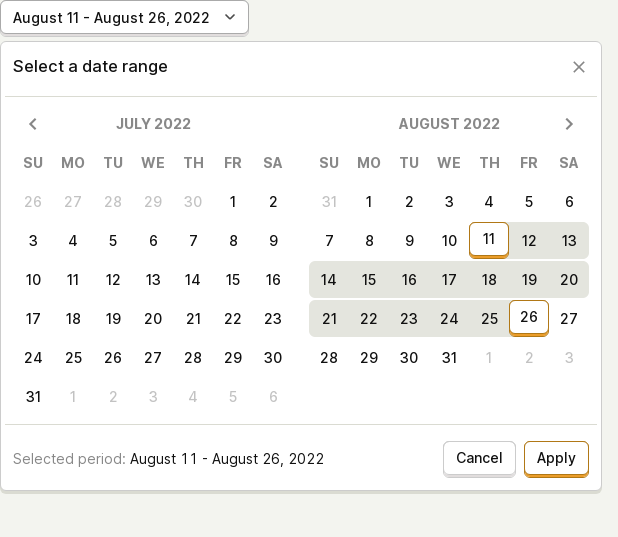 August 11 - August 26, 2022
Select a date range
JULY 2022
SU MO TU WE TH FR SA
26 27 28 29 30 1 2
3 4 5 6 7 8 9
10 11 12 13 14 15 16
17 18 19 20 21 22 23
24 25 26 27 28 29 30
31 1 2 3 4 5 6
AUGUST 2022
SU MO TU WE TH FR SA
31 1 2 3 4 5 6
7 8 9 10 11 12 13
14 15 16 17 18 19 20
21 22 23 24 25 26 27
28 29 30 31 1 2 3
Selected period: August 11 - August 26, 2022
Cancel
Apply